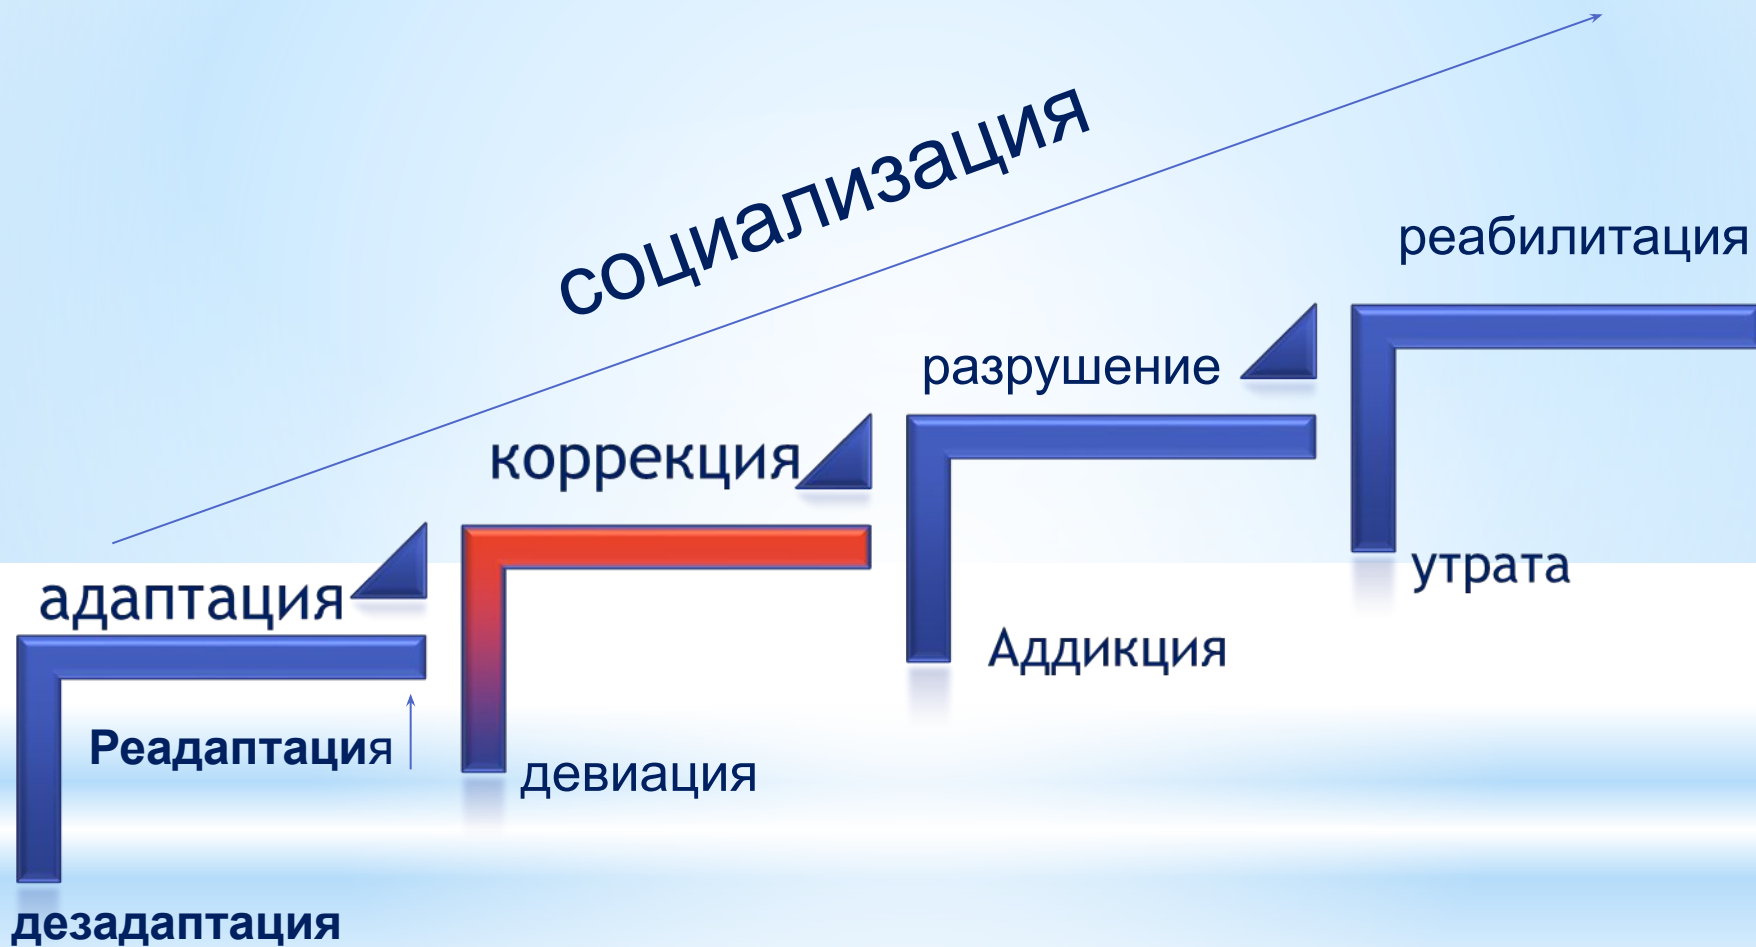 социализация
реабилитация
разрушение
коррекция
утрата
адаптация
Аддикция
Реадаптация
девиация
дезадаптация